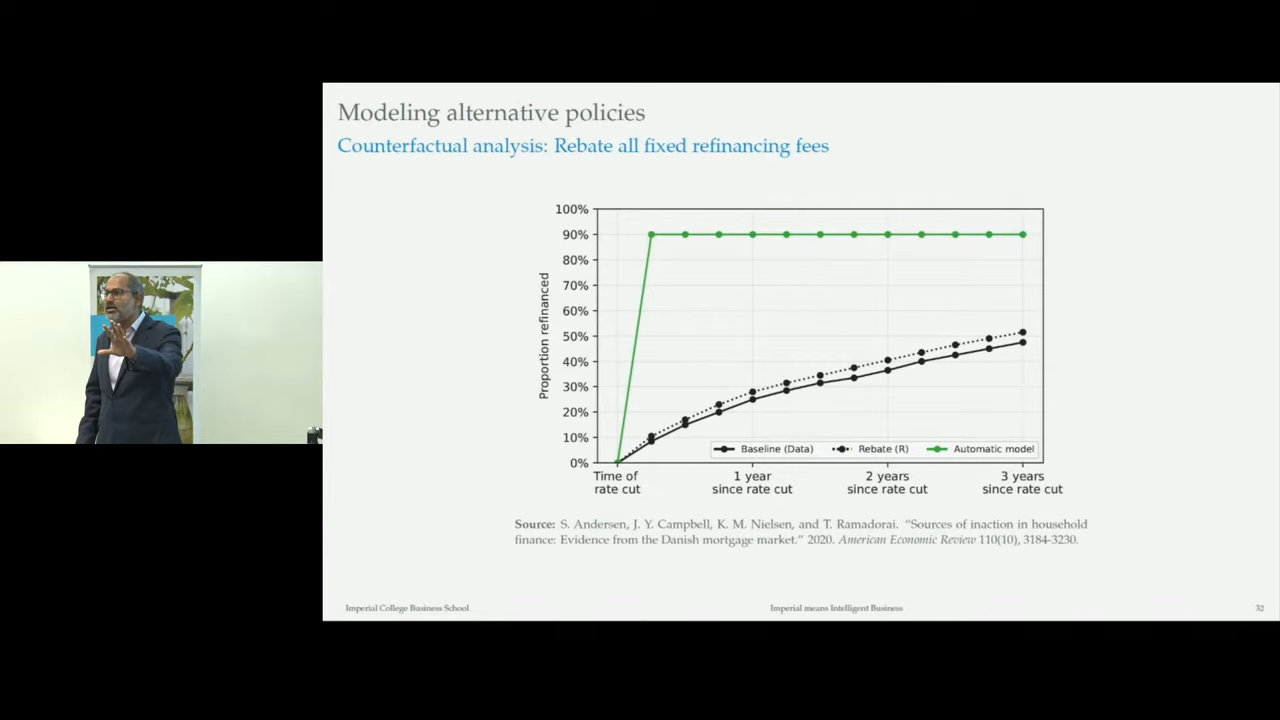 Modeling alternative policies
Counterfactual analysis: Rebate all fixed refinancing fees
100%
90%
80%
70%
60%
50%
40%
30%
20%
10%
0%
Proportion refinanced
Baseline (Data)
Rebate (R)
Automatic model
Time of
rate cut
1 year
since rate cut
2 years
since rate cut
3 years
since rate cut
Source: S. Andersen, J. Y. Campbell, K. M. Nielsen, and T. Ramadorai. “Sources of inaction in household
finance: Evidence from the Danish mortgage market.” 2020. American Economic Review 110(10), 3184-3230.
Imperial College Business School
Imperial means Intelligent Business
32